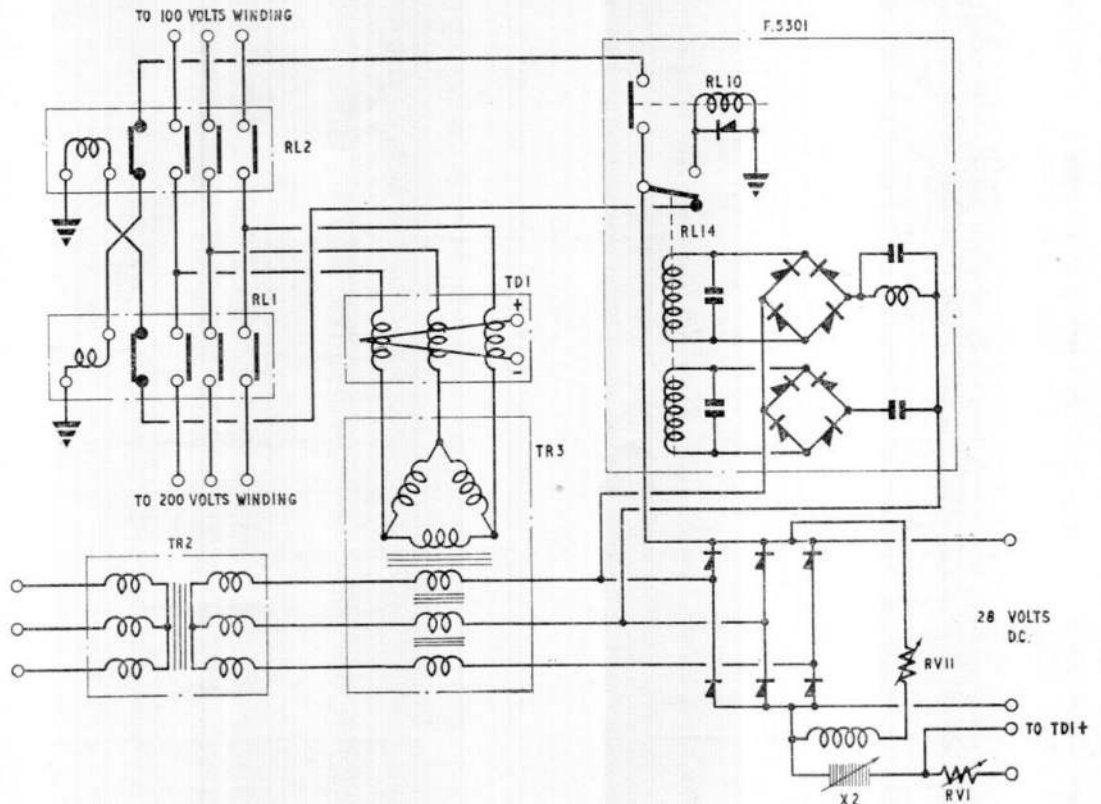 TO 100 VOLTS WINDING
F.5301
RL10
RL2
RL14
RL1
TD1
+
-
TR3
TO 200 VOLTS WINDING
TR2
28 VOLTS
D.C.
RV11
TO TD1+
X2
RV1